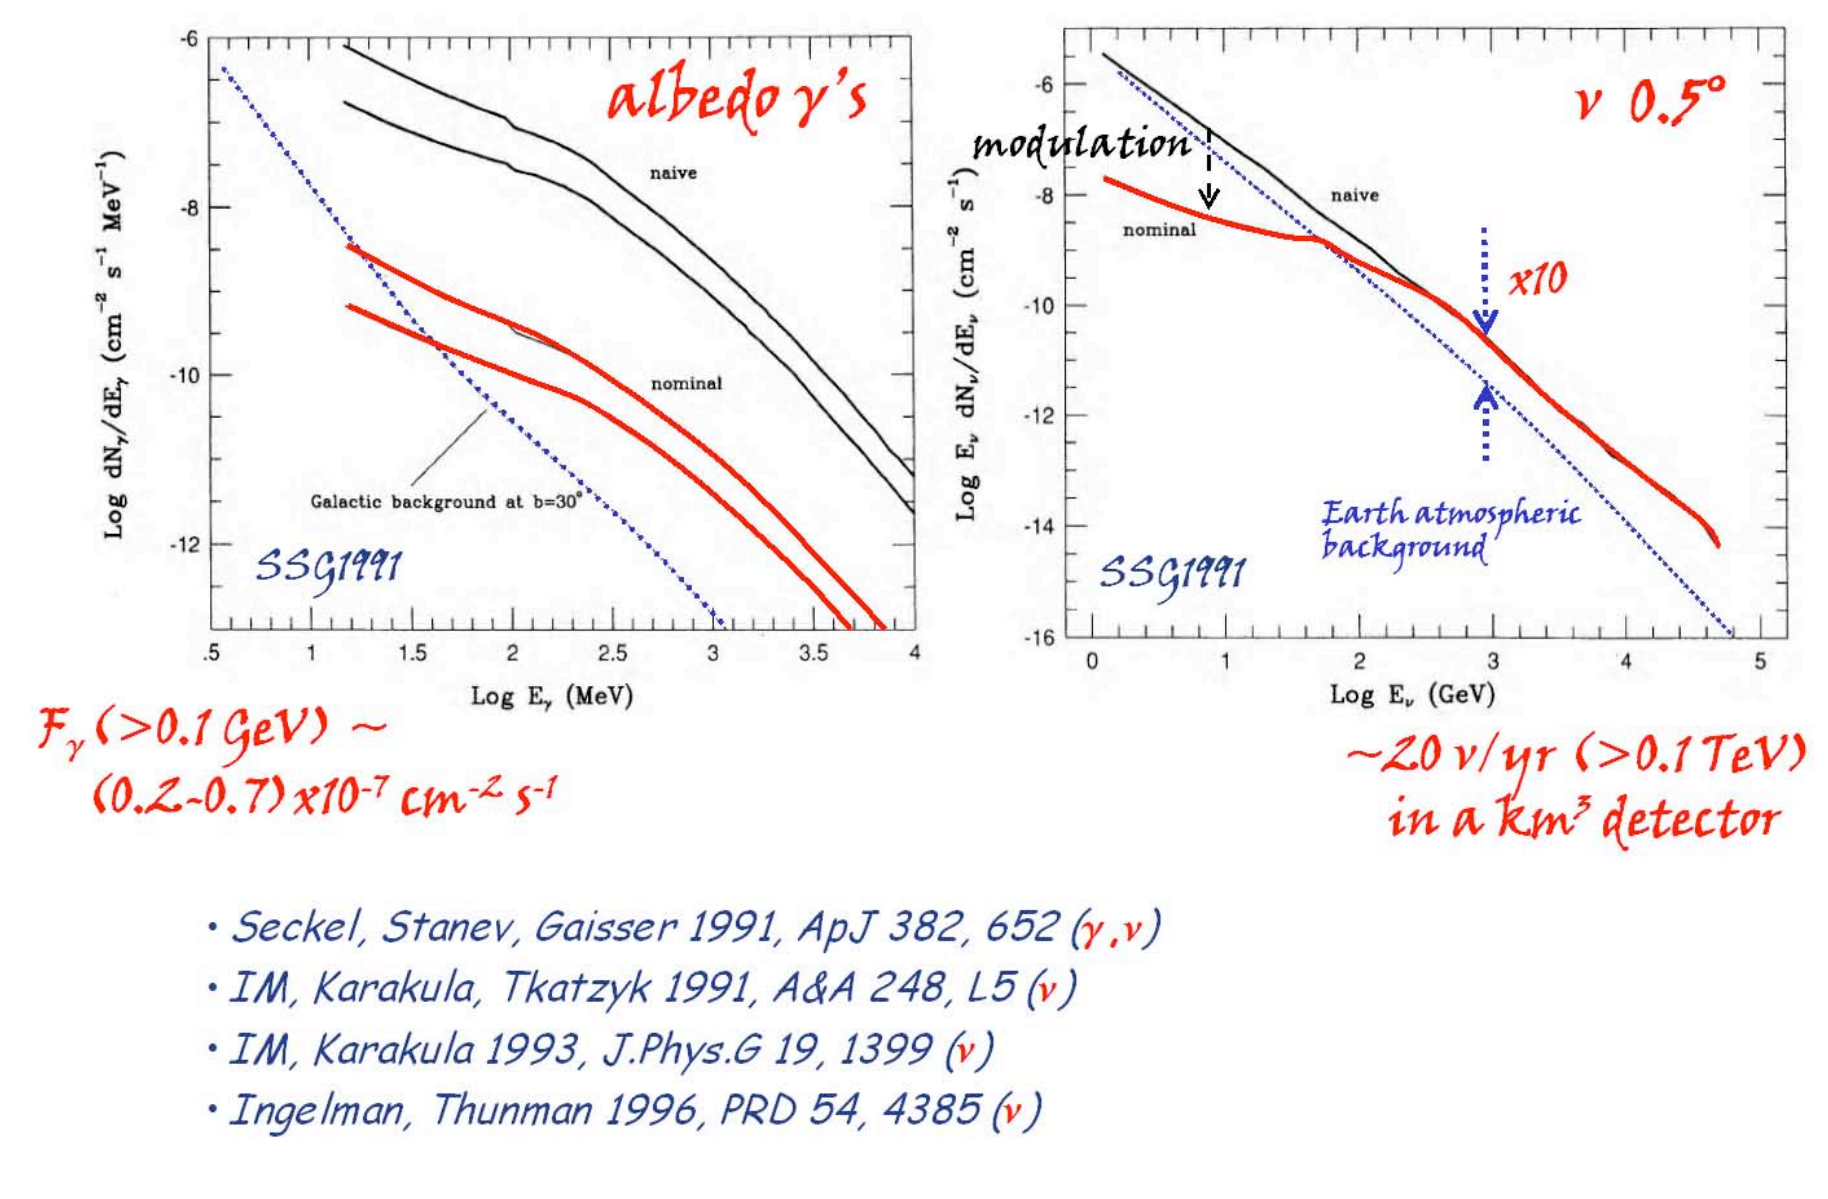 albedo γ's
naive
nominal
Galactic background at b=30°
SSG1991
-6
-8
-10
-12
.5 1 1.5 2 2.5 3 3.5 4
Log dNγ/dEγ (cm⁻² s⁻¹ MeV⁻¹)
Log Eγ (MeV)
Fγ (>0.1 GeV) ~
(0.2-0.7)x10⁻⁷ cm⁻² s⁻¹
ν 0.5°
modulation
naive
nominal
x10
Earth atmospheric
background
SSG1991
-6
-8
-10
-12
-14
-16
0 1 2 3 4 5
Log Eν dNν/dEν (cm⁻² s⁻¹)
Log Eν (GeV)
~20 ν/yr (>0.1 TeV)
in a km³ detector
• Seckel, Stanev, Gaisser 1991, ApJ 382, 652 (γ,ν)
• IM, Karakula, Tkatzyk 1991, A&A 248, L5 (ν)
• IM, Karakula 1993, J.Phys.G 19, 1399 (ν)
• Ingelman, Thunman 1996, PRD 54, 4385 (ν)